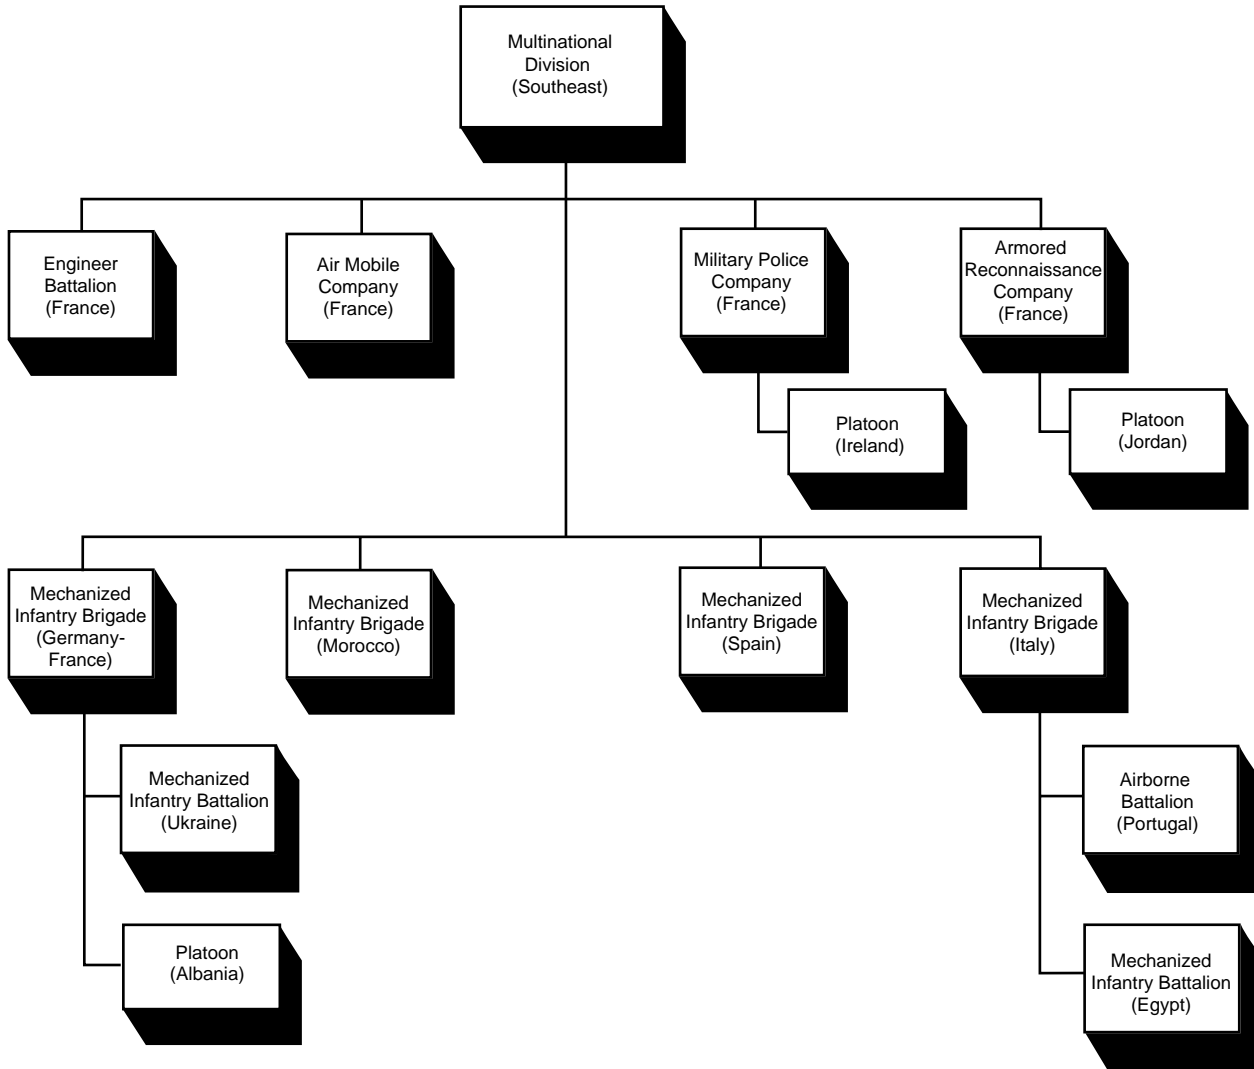 Multinational
Division
(Southeast)
Engineer
Battalion
(France)
Air Mobile
Company
(France)
Military Police
Company
(France)
Armored
Reconnaissance
Company
(France)
Platoon
(Ireland)
Platoon
(Jordan)
Mechanized
Infantry Brigade
(Germany-
France)
Mechanized
Infantry Brigade
(Morocco)
Mechanized
Infantry Brigade
(Spain)
Mechanized
Infantry Brigade
(Italy)
Mechanized
Infantry Battalion
(Ukraine)
Airborne
Battalion
(Portugal)
Platoon
(Albania)
Mechanized
Infantry Battalion
(Egypt)